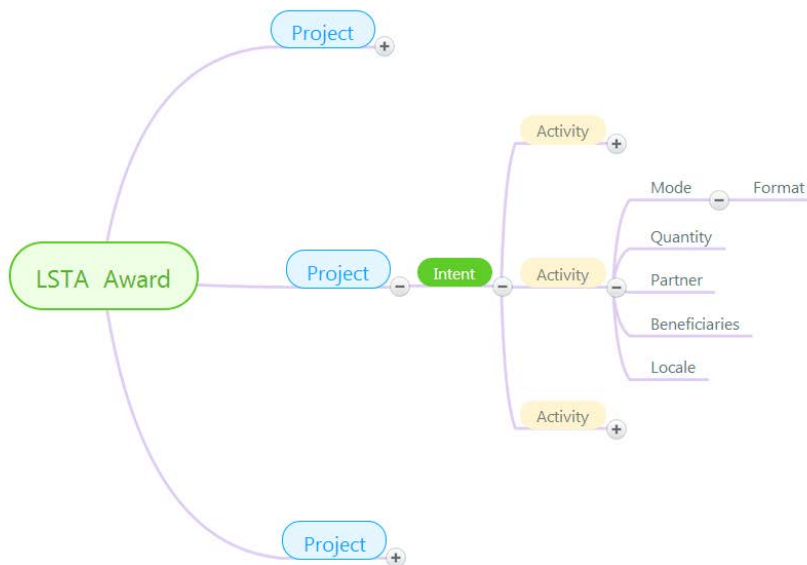 Project
Activity
Mode
Format
Quantity
LSTA Award
Project
Intent
Activity
Partner
Beneficiaries
Locale
Activity
Project